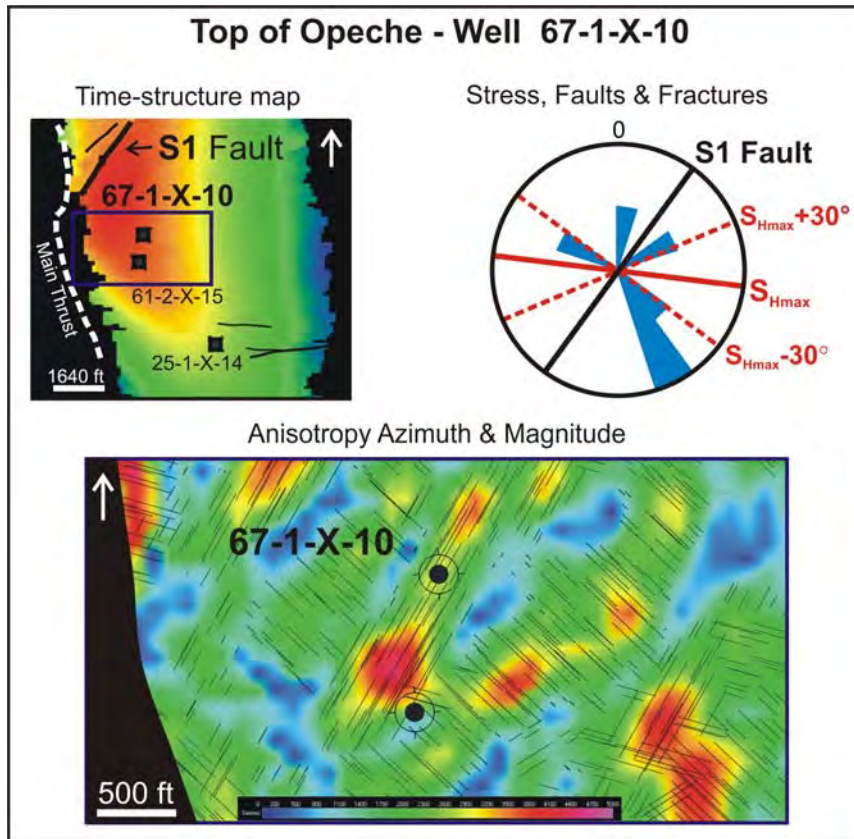 Top of Opeche - Well 67-1-X-10
Time-structure map
S1 Fault
67-1-X-10
Main Thrust
61-2-X-15
25-1-X-14
1640 ft
Stress, Faults & Fractures
0
S1 Fault
SHmax+30°
SHmax
SHmax-30°
Anisotropy Azimuth & Magnitude
67-1-X-10
500 ft